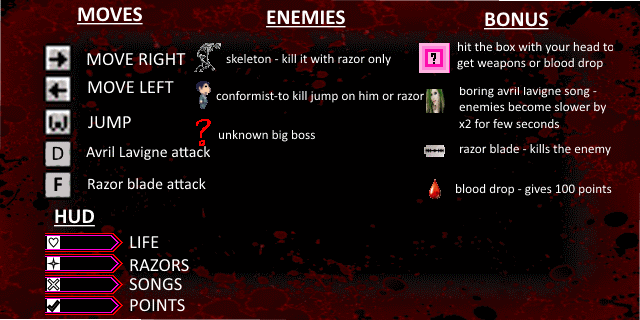 MOVES
MOVE RIGHT
MOVE LEFT
JUMP
D Avril Lavigne attack
F Razor blade attack
HUD
LIFE
RAZORS
SONGS
POINTS
ENEMIES
skeleton - kill it with razor only
conformist-to kill jump on him or razor
? unknown big boss
BONUS
? hit the box with your head to
get weapons or blood drop
boring avril lavigne song -
enemies become slower by
x2 for few seconds
razor blade - kills the enemy
blood drop - gives 100 points